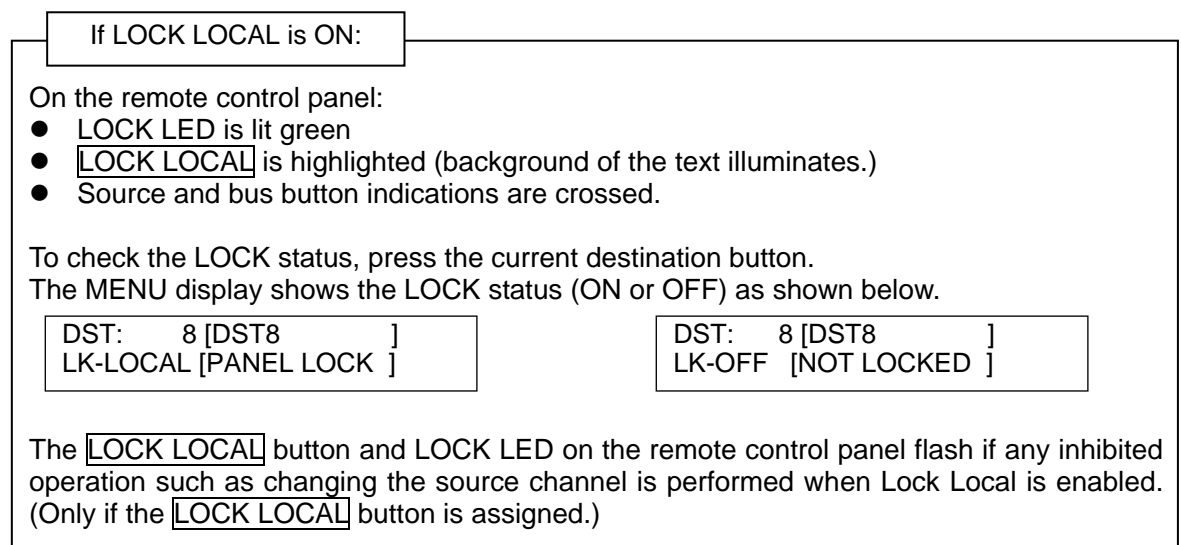 If LOCK LOCAL is ON:
On the remote control panel:
● LOCK LED is lit green
● LOCK LOCAL is highlighted (background of the text illuminates.)
● Source and bus button indications are crossed.
To check the LOCK status, press the current destination button.
The MENU display shows the LOCK status (ON or OFF) as shown below.
DST: 8 [DST8 ]
LK-LOCAL [PANEL LOCK ]
DST: 8 [DST8 ]
LK-OFF [NOT LOCKED ]
The LOCK LOCAL button and LOCK LED on the remote control panel flash if any inhibited
operation such as changing the source channel is performed when Lock Local is enabled.
(Only if the LOCK LOCAL button is assigned.)